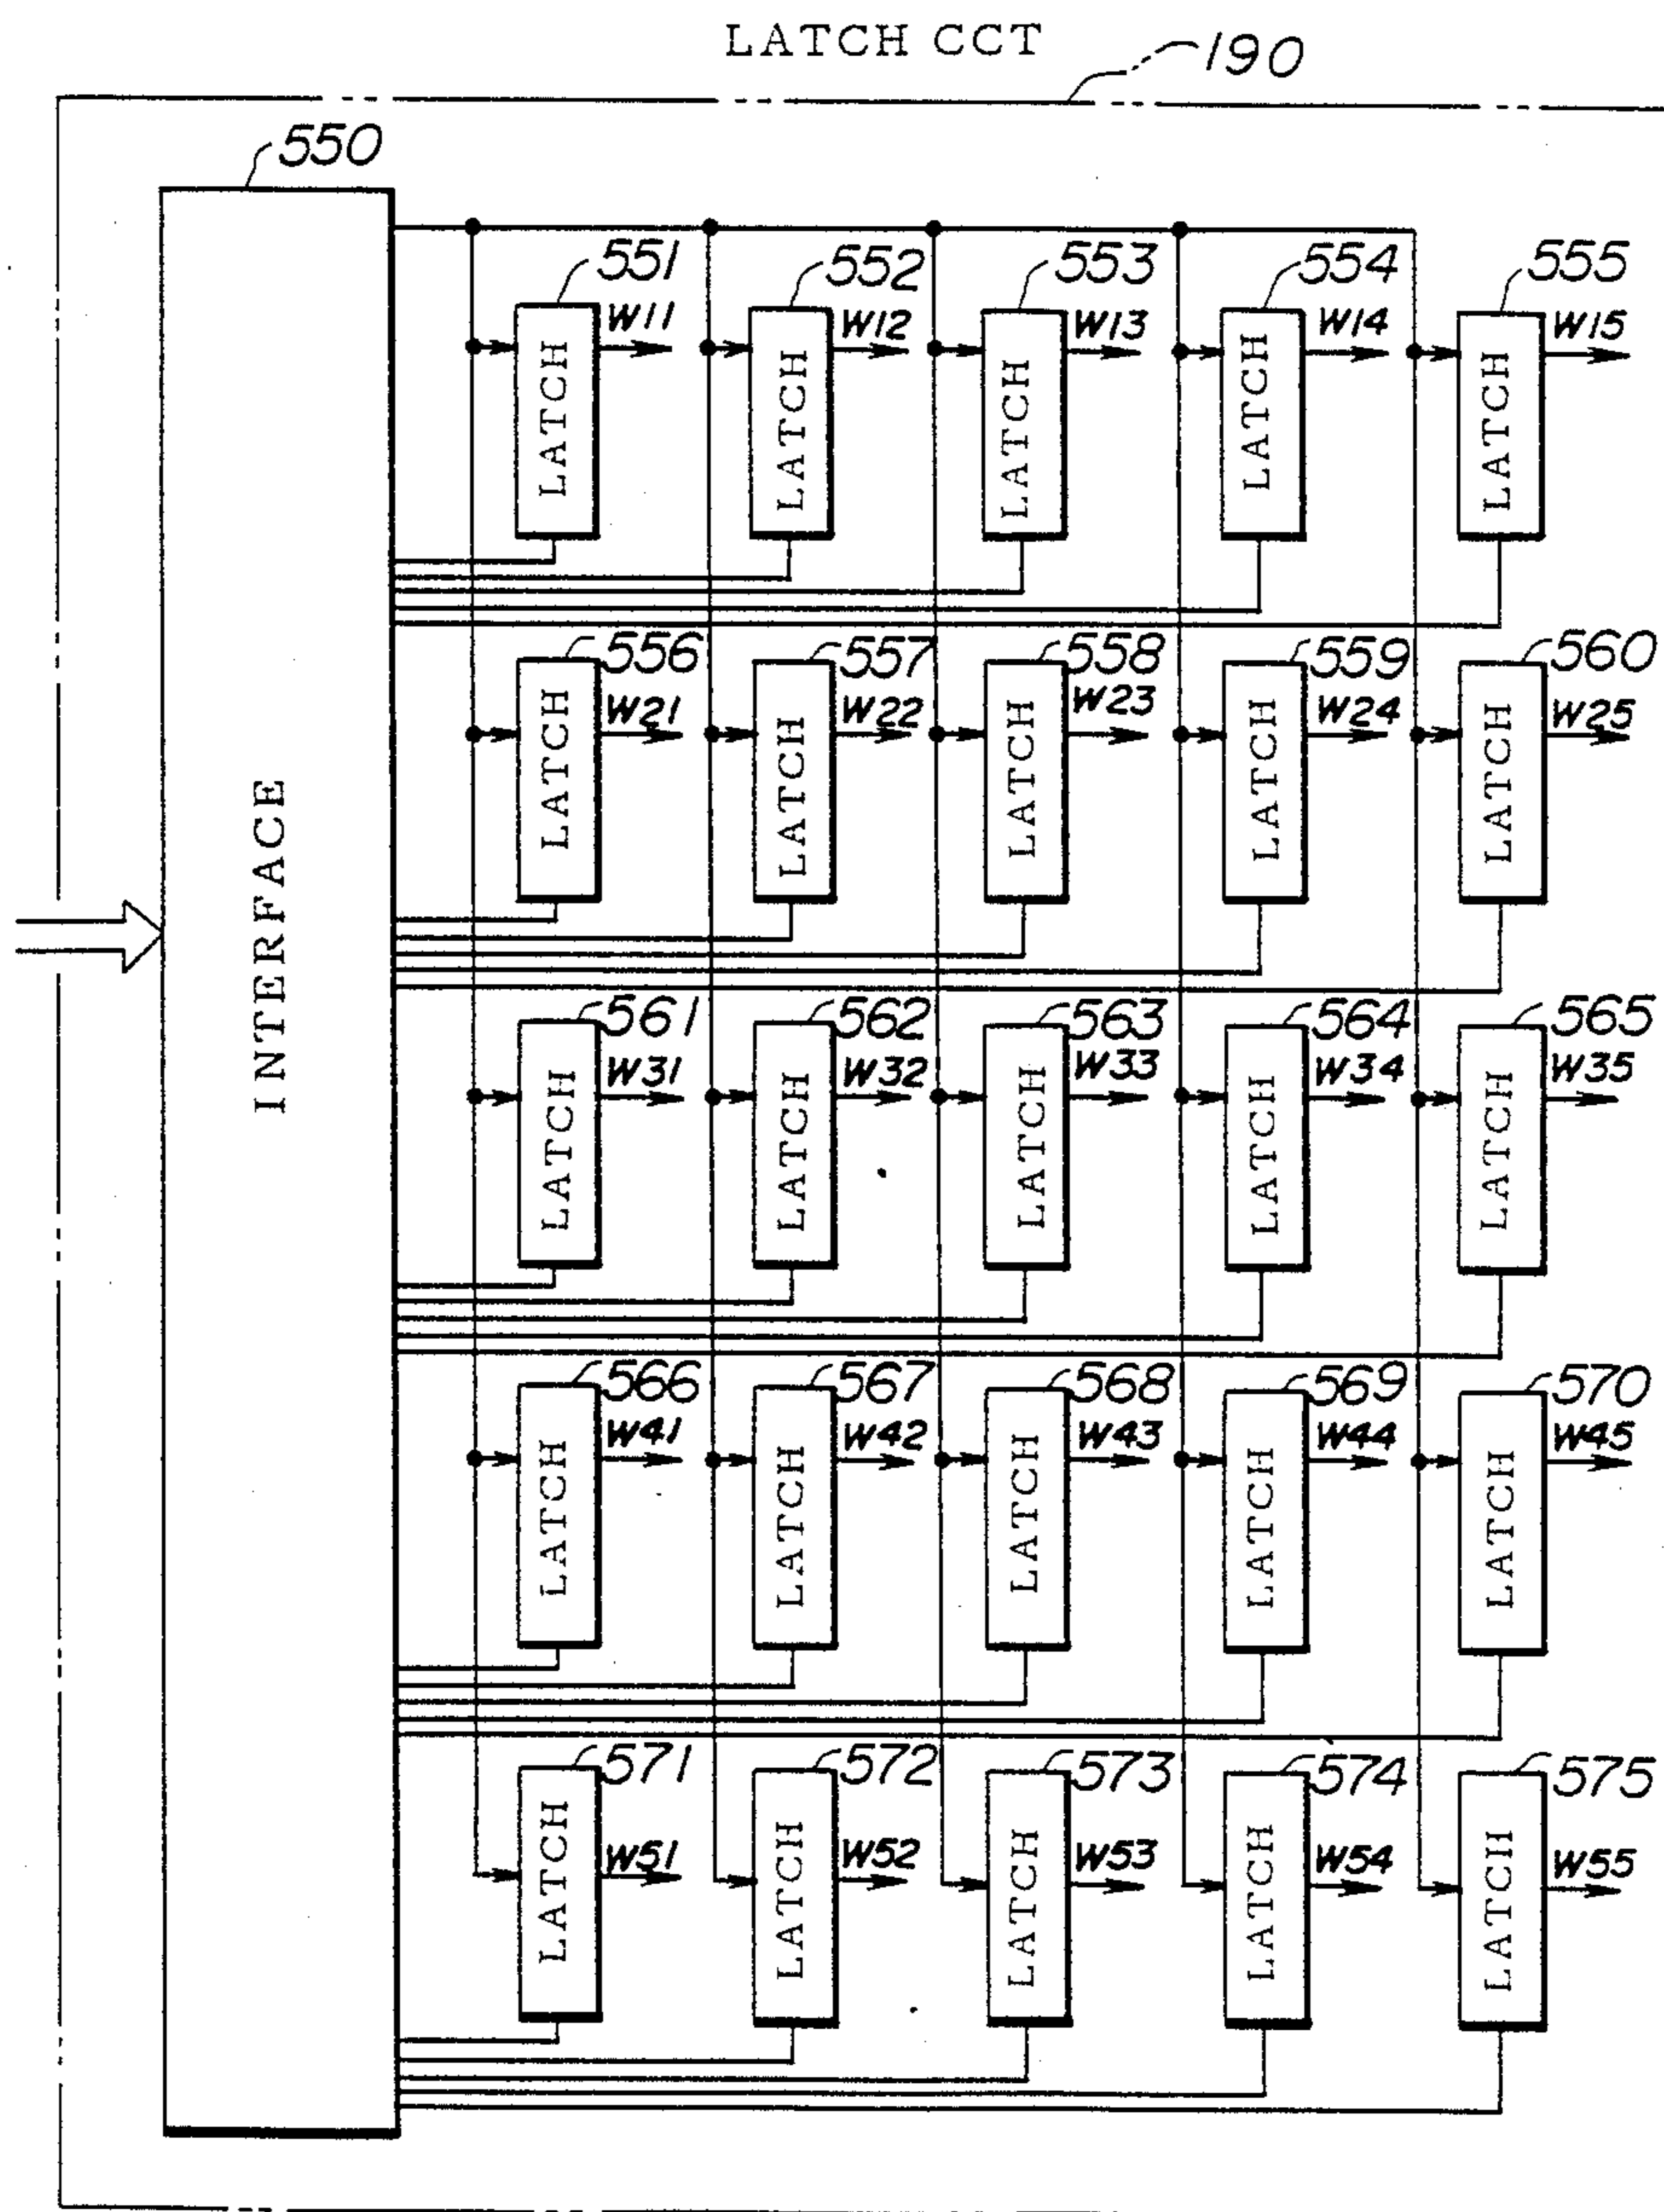 LATCH CCT
190
550
INTERFACE
551 552 553 554 555
W11 W12 W13 W14 W15
LATCH LATCH LATCH LATCH LATCH
556 557 558 559 560
W21 W22 W23 W24 W25
LATCH LATCH LATCH LATCH LATCH
561 562 563 564 565
W31 W32 W33 W34 W35
LATCH LATCH LATCH LATCH LATCH
566 567 568 569 570
W41 W42 W43 W44 W45
LATCH LATCH LATCH LATCH LATCH
571 572 573 574 575
W51 W52 W53 W54 W55
LATCH LATCH LATCH LATCH LATCH